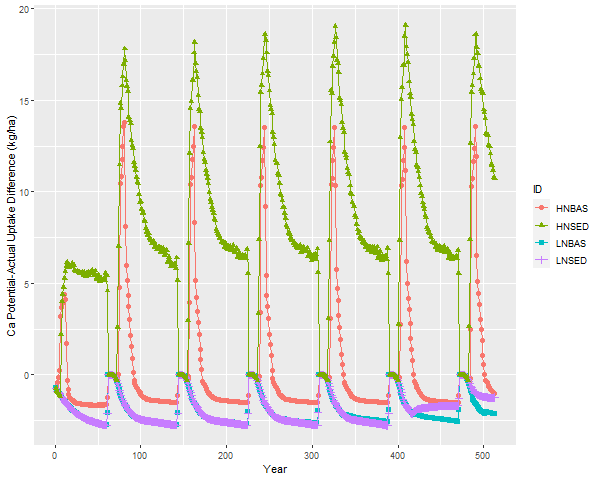 Ca Potential-Actual Uptake Difference (kg/ha)
20
15
10
5
0
0
100
200
300
400
500
Year
ID
HNBAS
HNSED
LNBAS
LNSED